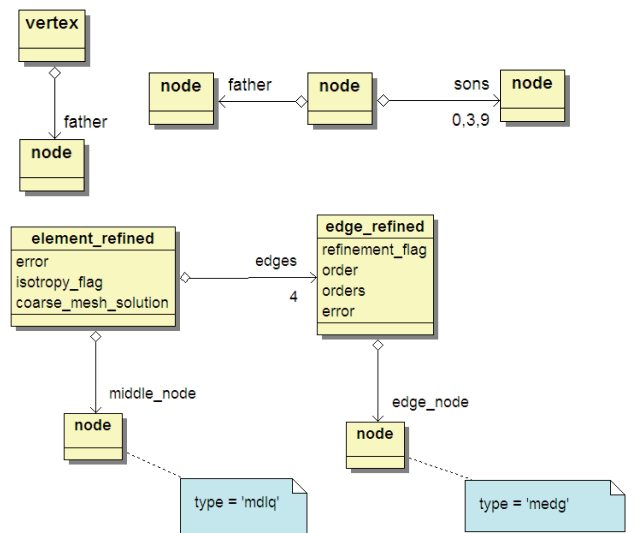 vertex
father
node
node
father
node
sons
0,3,9
node
element_refined
error
isotropy_flag
coarse_mesh_solution
edges
4
edge_refined
refinement_flag
order
orders
error
middle_node
node
type = 'mdlq'
edge_node
node
type = 'medg'